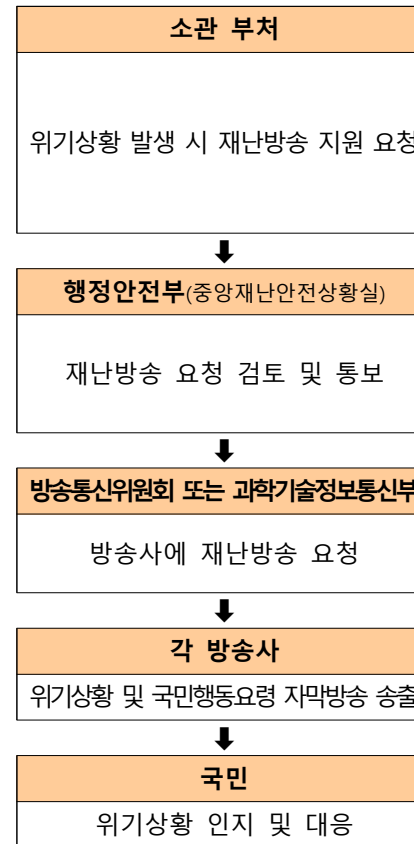 소관 부처
위기상황 발생 시 재난방송 지원 요청
행정안전부(중앙재난안전상황실)
재난방송 요청 검토 및 통보
방송통신위원회 또는 과학기술정보통신부
방송사에 재난방송 요청
각 방송사
위기상황 및 국민행동요령 자막방송 송출
국민
위기상황 인지 및 대응